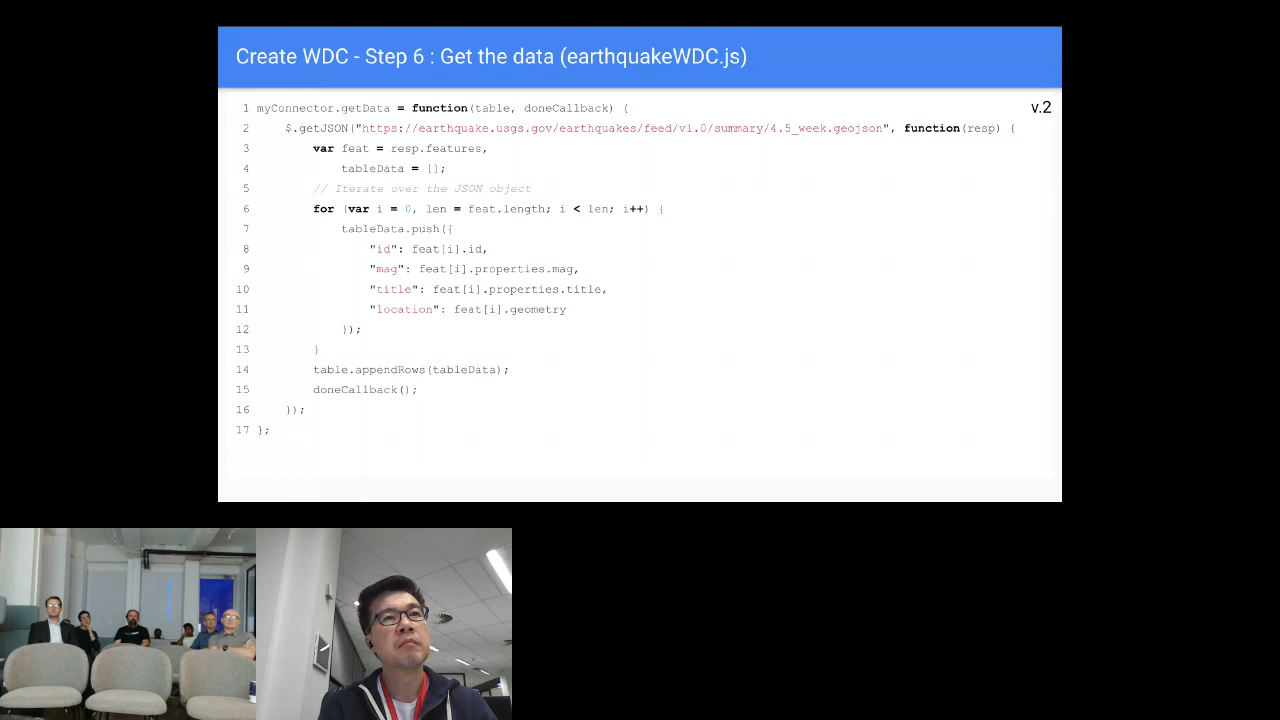 Create WDC - Step 6 : Get the data (earthquakeWDC.js)
v.2
1 myConnector.getData = function(table, doneCallback) {
2 $.getJSON("https://earthquake.usgs.gov/earthquakes/feed/v1.0/summary/4.5_week.geojson", function(resp) {
3 var feat = resp.features,
4 tableData = [];
5 // Iterate over the JSON object
6 for (var i = 0, len = feat.length; i < len; i++) {
7 tableData.push({
8 "id": feat[i].id,
9 "mag": feat[i].properties.mag,
10 "title": feat[i].properties.title,
11 "location": feat[i].geometry
12 });
13 }
14 table.appendRows(tableData);
15 doneCallback();
16 });
17 };